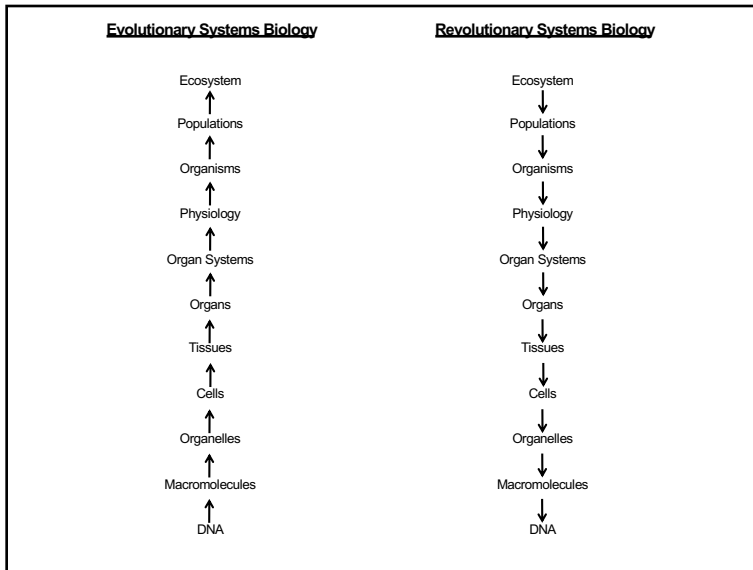 Evolutionary Systems Biology
Ecosystem
Populations
Organisms
Physiology
Organ Systems
Organs
Tissues
Cells
Organelles
Macromolecules
DNA
Revolutionary Systems Biology
Ecosystem
Populations
Organisms
Physiology
Organ Systems
Organs
Tissues
Cells
Organelles
Macromolecules
DNA